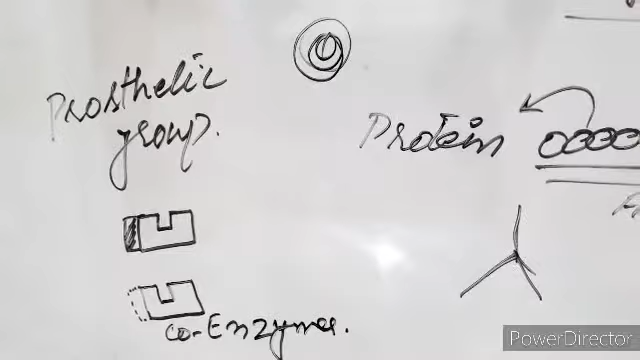 Prosthetic
group.
Protein
co-Enzymes.
PowerDirector